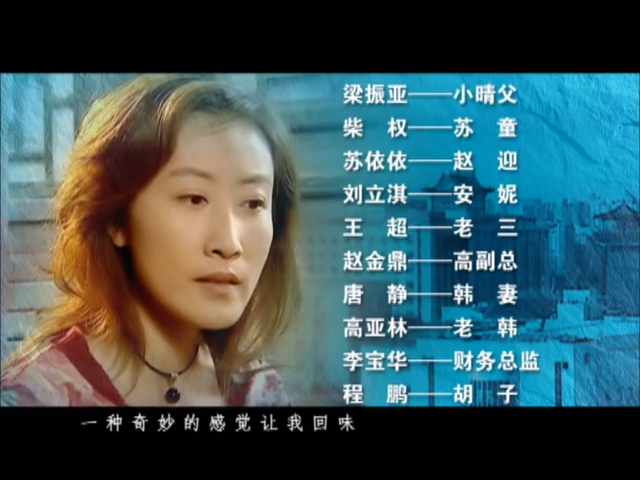 梁振亚——小晴父
柴 权——苏 童
苏依依——赵 迎
刘立淇——安 妮
王 超——老 三
赵金鼎——高副总
唐 静——韩 妻
高亚林——老 韩
李宝华——财务总监
程 鹏——胡 子
一种奇妙的感觉让我回味